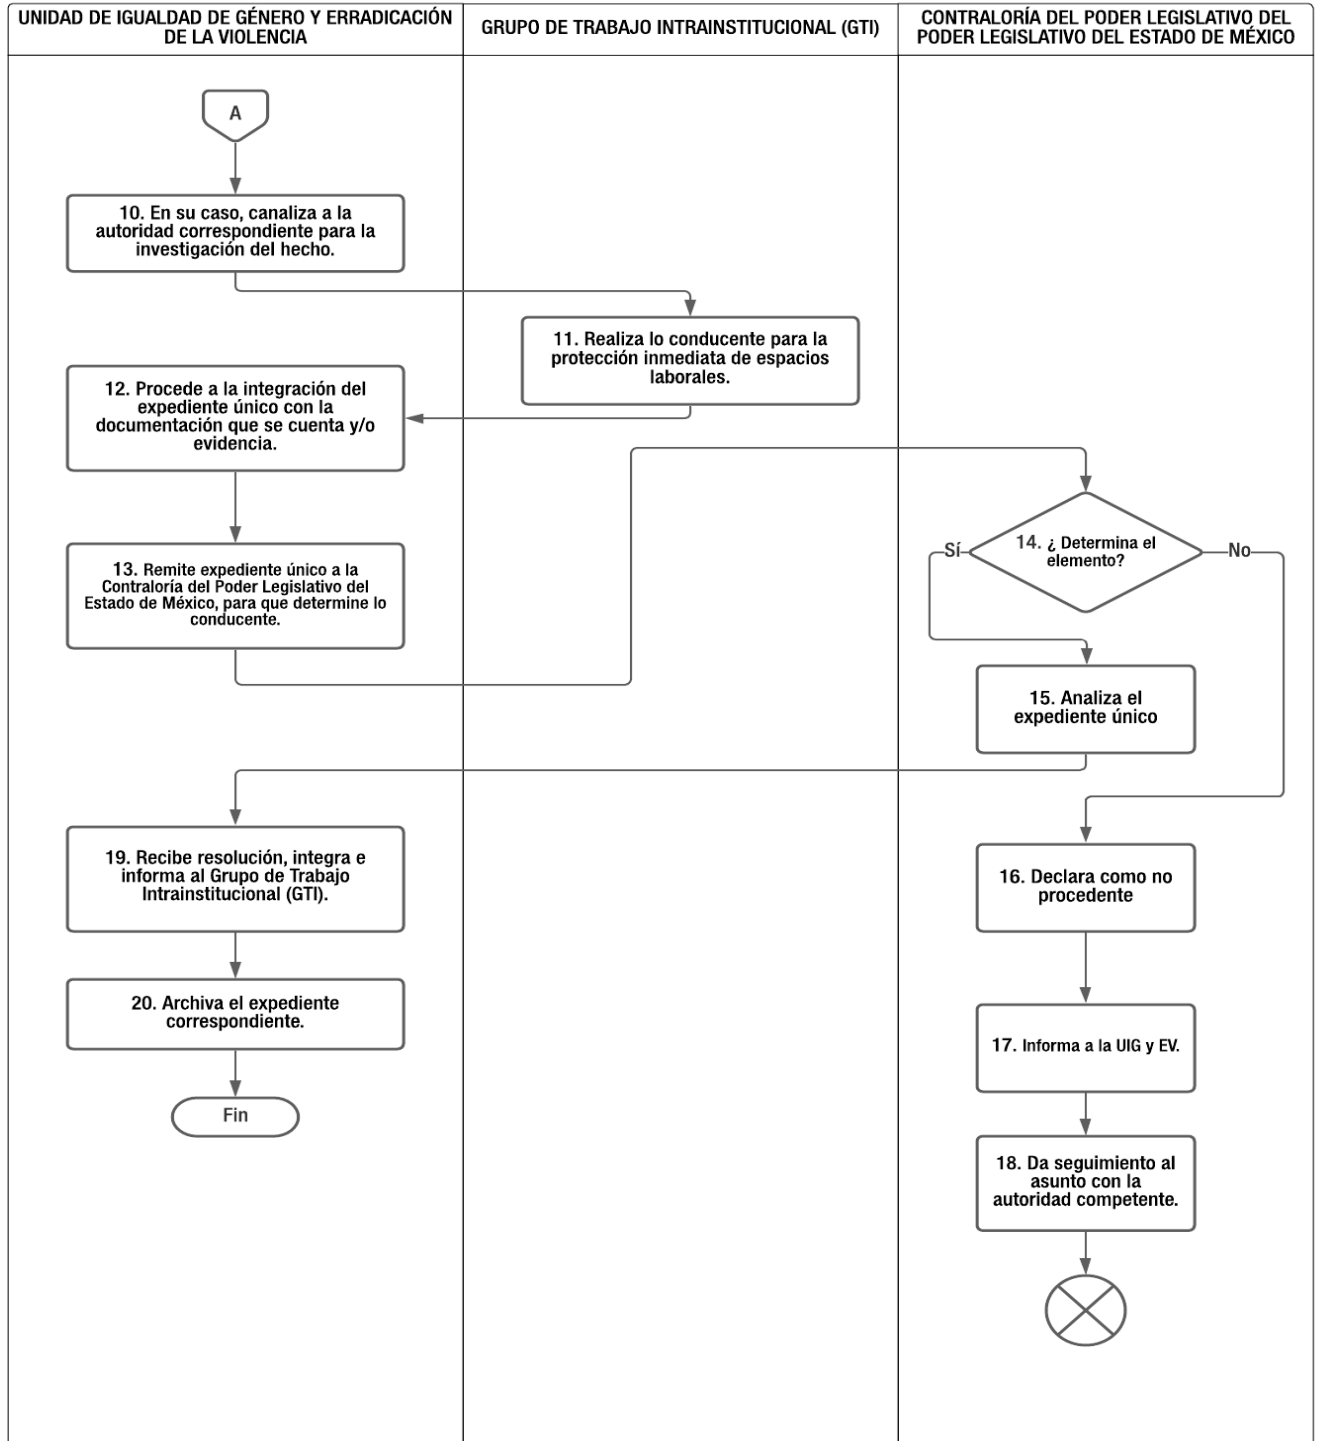 UNIDAD DE IGUALDAD DE GÉNERO Y ERRADICACIÓN
DE LA VIOLENCIA
GRUPO DE TRABAJO INTRAINSTITUCIONAL (GTI)
CONTRALORÍA DEL PODER LEGISLATIVO DEL
PODER LEGISLATIVO DEL ESTADO DE MÉXICO
A
10. En su caso, canaliza a la
autoridad correspondiente para la
investigación del hecho.
11. Realiza lo conducente para la
protección inmediata de espacios
laborales.
12. Procede a la integración del
expediente único con la
documentación que se cuenta y/o
evidencia.
13. Remite expediente único a la
Contraloría del Poder Legislativo del
Estado de México, para que determine lo
conducente.
14. ¿ Determina el
elemento?
Sí
No
15. Analiza el
expediente único
16. Declara como no
procedente
17. Informa a la UIG y EV.
18. Da seguimiento al
asunto con la
autoridad competente.
19. Recibe resolución, integra e
informa al Grupo de Trabajo
Intrainstitucional (GTI).
20. Archiva el expediente
correspondiente.
Fin